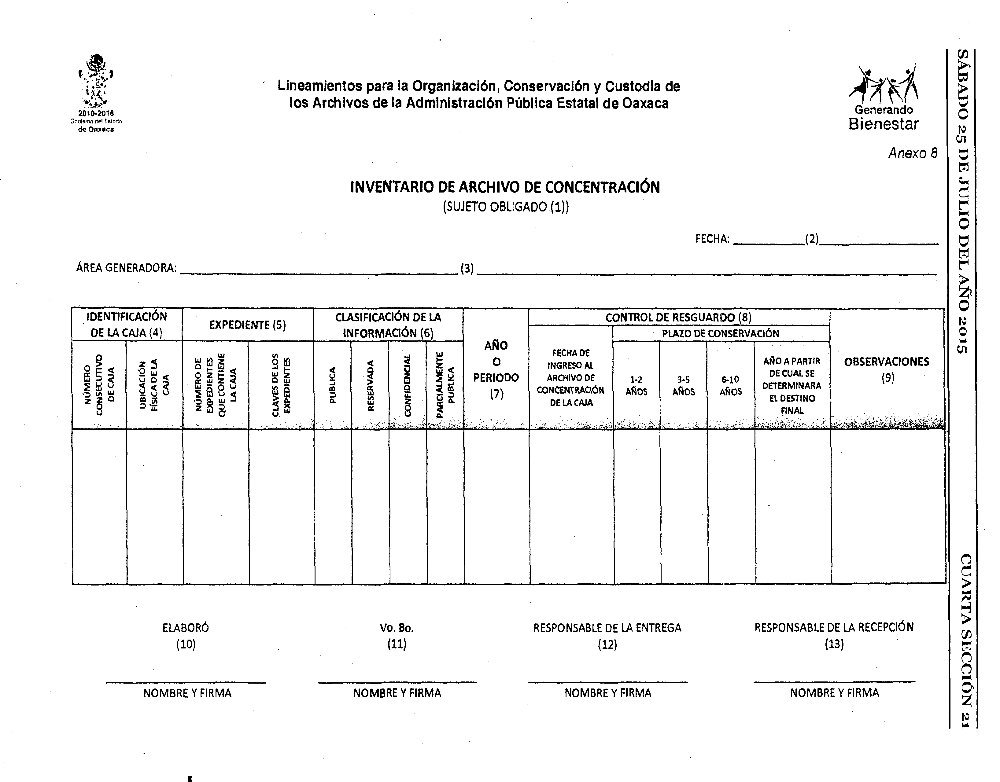 2010-2016
Gobierno del Estado
de Oaxaca
Lineamientos para la Organización, Conservación y Custodia de
los Archivos de la Administración Pública Estatal de Oaxaca
Generando
Bienestar
Anexo 8
INVENTARIO DE ARCHIVO DE CONCENTRACIÓN
(SUJETO OBLIGADO (1))
FECHA: (2)
ÁREA GENERADORA: (3)
IDENTIFICACIÓN
DE LA CAJA (4)
NÚMERO
CONSECUTIVO
DE CAJA
UBICACIÓN
FÍSICA DE LA
CAJA
EXPEDIENTE (5)
NÚMERO DE
EXPEDIENTES
QUE CONTIENE
LA CAJA
CLAVES DE LOS
EXPEDIENTES
CLASIFICACIÓN DE LA
INFORMACIÓN (6)
PUBLICA
RESERVADA
CONFIDENCIAL
PARCIALMENTE
PUBLICA
AÑO
O
PERIODO
(7)
CONTROL DE RESGUARDO (8)
FECHA DE
INGRESO AL
ARCHIVO DE
CONCENTRACIÓN
DE LA CAJA
PLAZO DE CONSERVACIÓN
1-2
AÑOS
3-5
AÑOS
6-10
AÑOS
AÑO A PARTIR
DE CUAL SE
DETERMINARA
EL DESTINO
FINAL
OBSERVACIONES
(9)
ELABORÓ
(10)
NOMBRE Y FIRMA
Vo. Bo.
(11)
NOMBRE Y FIRMA
RESPONSABLE DE LA ENTREGA
(12)
NOMBRE Y FIRMA
RESPONSABLE DE LA RECEPCIÓN
(13)
NOMBRE Y FIRMA
SÁBADO 25 DE JULIO DEL AÑO 2015
CUARTA SECCIÓN 21